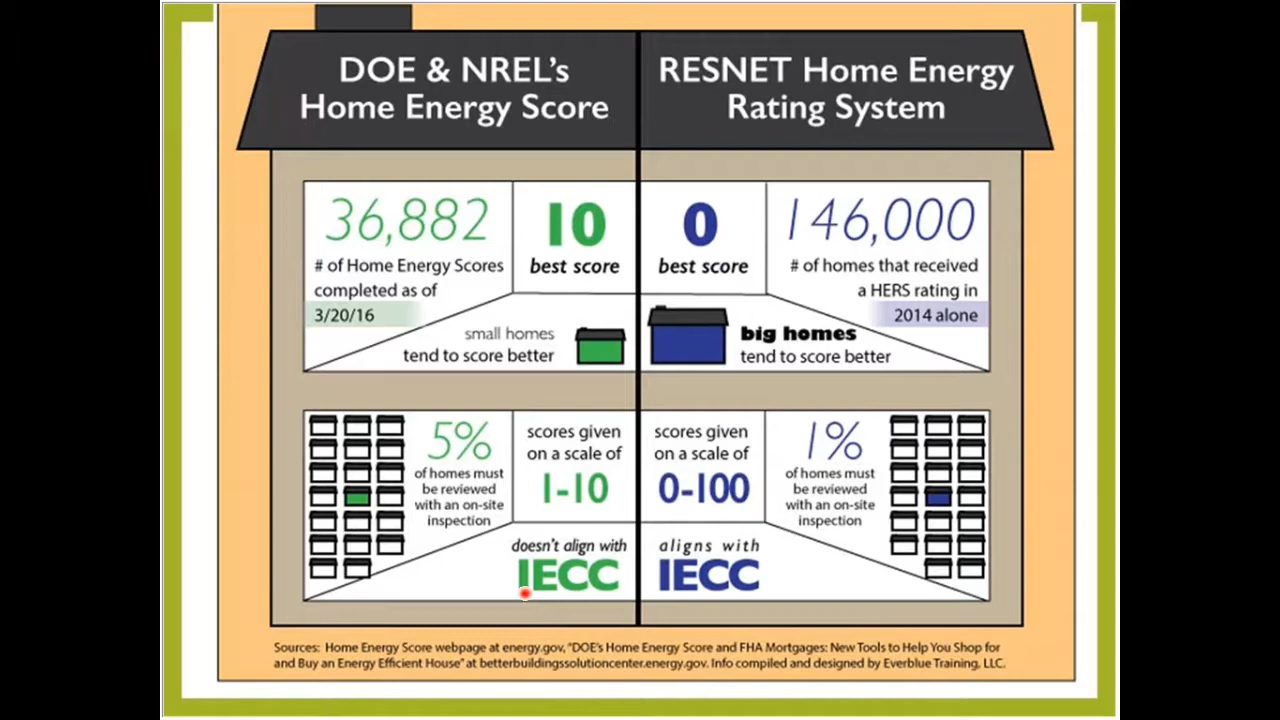 DOE & NREL's
Home Energy Score
RESNET Home Energy
Rating System
36,882
# of Home Energy Scores
completed as of
3/20/16
10
best score
0
best score
146,000
# of homes that received
a HERS rating in
2014 alone
small homes
tend to score better
big homes
tend to score better
5%
of homes must
be reviewed
with an on-site
inspection
scores given
on a scale of
1-10
scores given
on a scale of
0-100
1%
of homes must
be reviewed
with an on-site
inspection
doesn't align with
IECC
aligns with
IECC
Sources: Home Energy Score webpage at energy.gov, "DOE's Home Energy Score and FHA Mortgages: New Tools to Help You Shop for
and Buy an Energy Efficient House" at betterbuildingssolutioncenter.energy.gov. Info compiled and designed by Everblue Training, LLC.